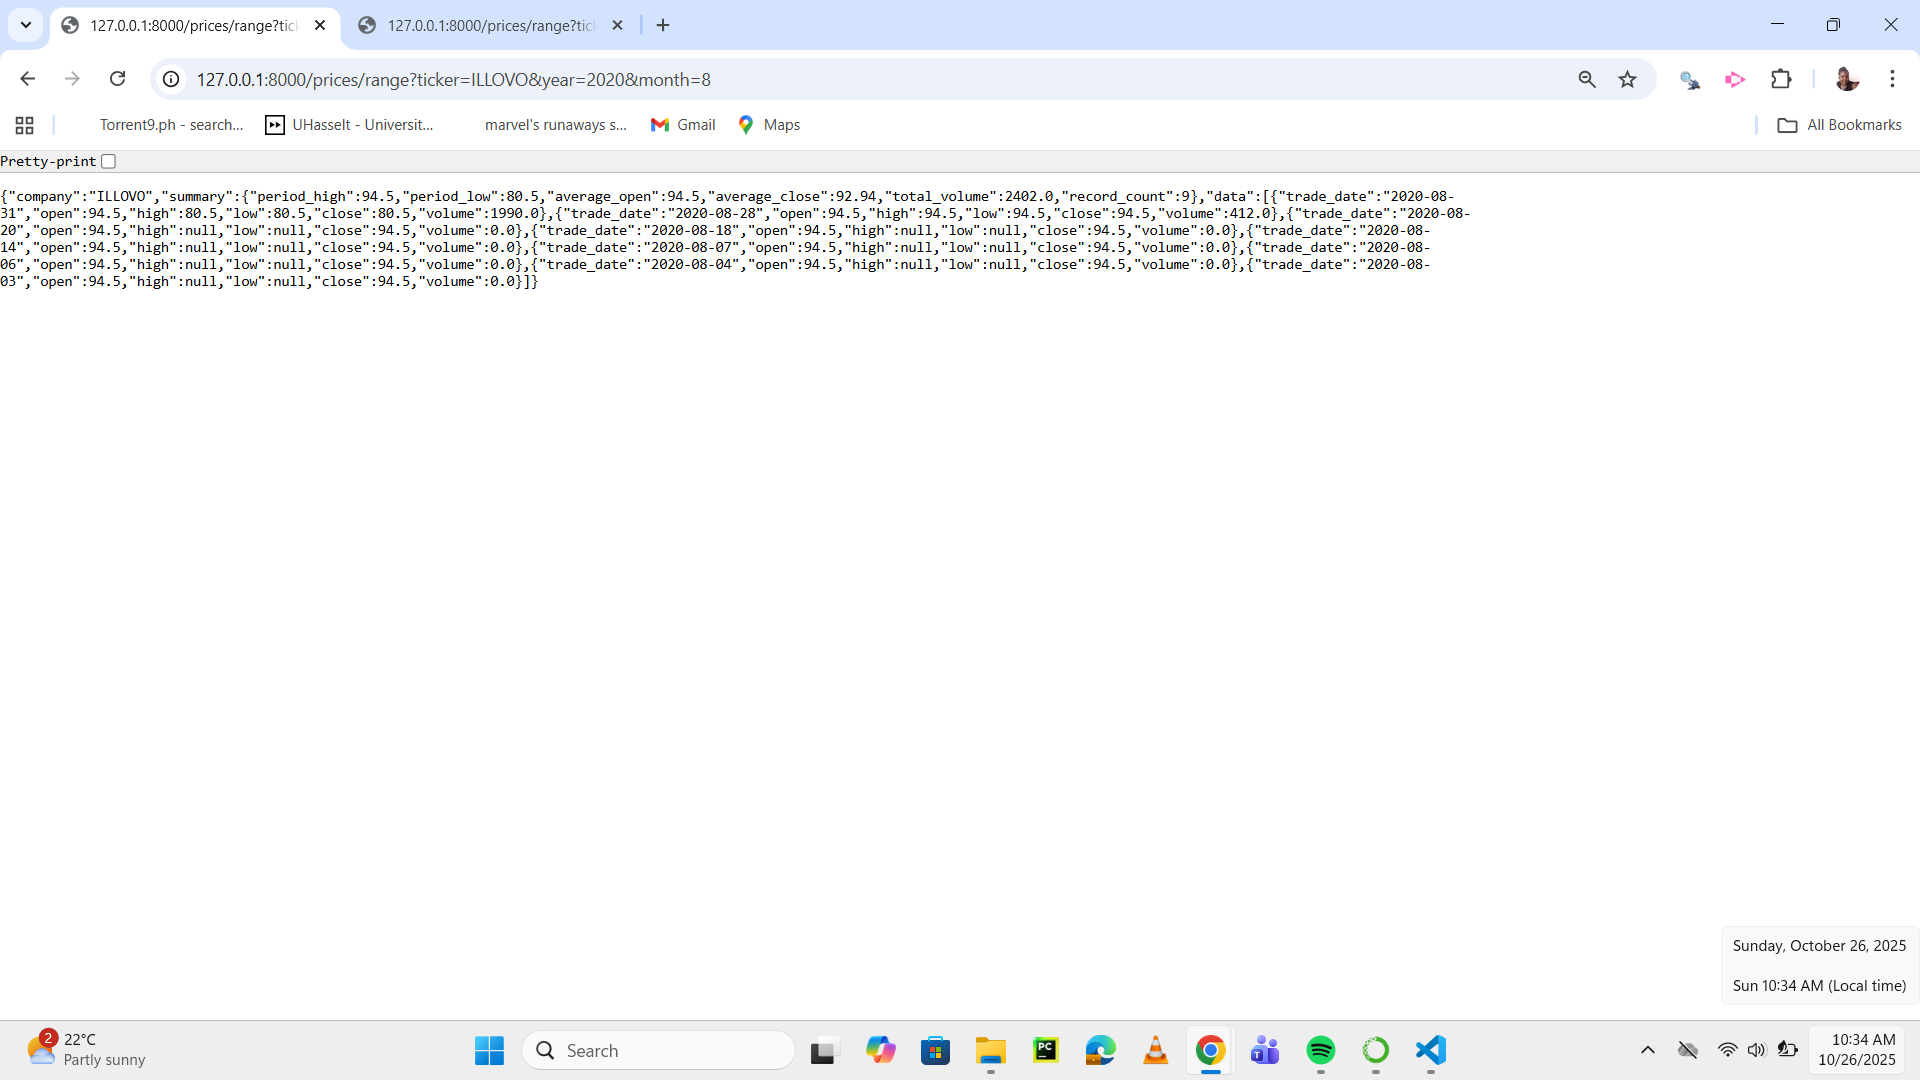 127.0.0.1:8000/prices/range?tic
127.0.0.1:8000/prices/range?tic
127.0.0.1:8000/prices/range?ticker=ILLOVO&year=2020&month=8
Torrent9.ph - search...
UHasselt - Universit...
marvel's runaways s...
Gmail
Maps
All Bookmarks
Pretty-print
{"company":"ILLOVO","summary":{"period_high":94.5,"period_low":80.5,"average_open":94.5,"average_close":92.94,"total_volume":2402.0,"record_count":9},"data":[{"trade_date":"2020-08-
31","open":94.5,"high":80.5,"low":80.5,"close":80.5,"volume":1990.0},{"trade_date":"2020-08-28","open":94.5,"high":94.5,"low":94.5,"close":94.5,"volume":412.0},{"trade_date":"2020-08-
20","open":94.5,"high":null,"low":null,"close":94.5,"volume":0.0},{"trade_date":"2020-08-18","open":94.5,"high":null,"low":null,"close":94.5,"volume":0.0},{"trade_date":"2020-08-
14","open":94.5,"high":null,"low":null,"close":94.5,"volume":0.0},{"trade_date":"2020-08-07","open":94.5,"high":null,"low":null,"close":94.5,"volume":0.0},{"trade_date":"2020-08-
06","open":94.5,"high":null,"low":null,"close":94.5,"volume":0.0},{"trade_date":"2020-08-04","open":94.5,"high":null,"low":null,"close":94.5,"volume":0.0},{"trade_date":"2020-08-
03","open":94.5,"high":null,"low":null,"close":94.5,"volume":0.0}]}
Sunday, October 26, 2025
Sun 10:34 AM (Local time)
2
22°C
Partly sunny
Search
PC
T
10:34 AM
10/26/2025